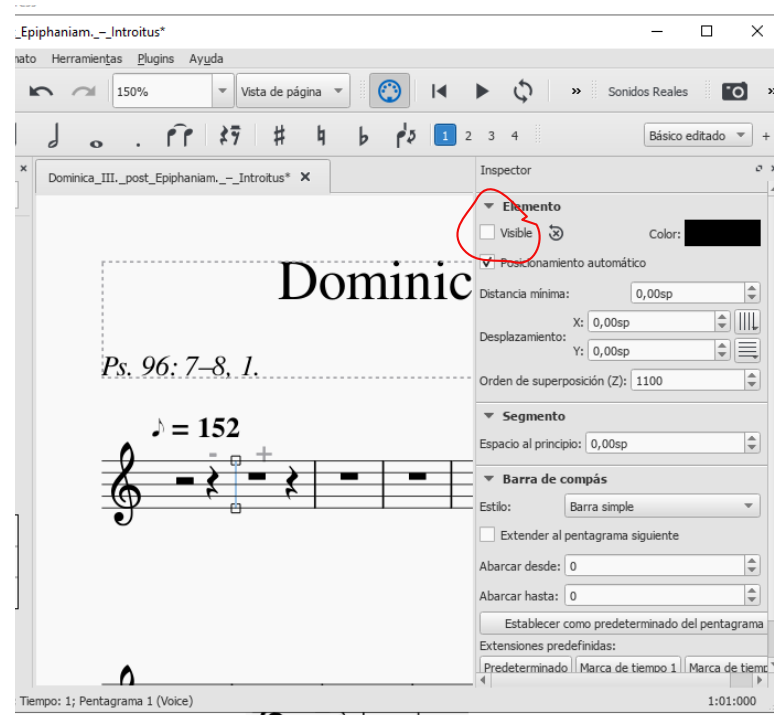 _Epiphaniam._–_Introitus*
Herramientas Plugins Ayuda
150% Vista de página » Sonidos Reales »
1 2 3 4 Básico editado +
Dominica_III._post_Epiphaniam._–_Introitus* X
Inspector
Elemento
Visible Color:
Posicionamiento automático
Distancia mínima: 0,00sp
Desplazamiento: X: 0,00sp
Y: 0,00sp
Orden de superposición (Z): 1100
Segmento
Espacio al principio: 0,00sp
Barra de compás
Estilo: Barra simple
Extender al pentagrama siguiente
Abarcar desde: 0
Abarcar hasta: 0
Establecer como predeterminado del pentagrama
Extensiones predefinidas:
Predeterminado Marca de tiempo 1 Marca de tiemp
Dominic
Ps. 96: 7–8, 1.
♪ = 152
- +
Tiempo: 1; Pentagrama 1 (Voice) 1:01:000